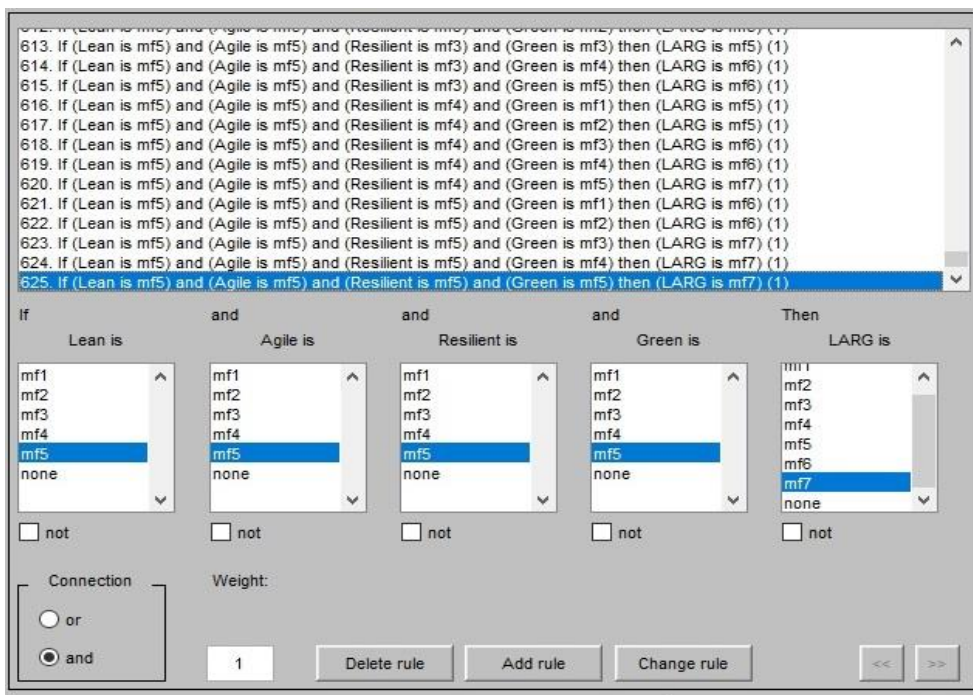 613. If (Lean is mf5) and (Agile is mf5) and (Resilient is mf3) and (Green is mf3) then (LARG is mf5) (1)
614. If (Lean is mf5) and (Agile is mf5) and (Resilient is mf3) and (Green is mf4) then (LARG is mf6) (1)
615. If (Lean is mf5) and (Agile is mf5) and (Resilient is mf3) and (Green is mf5) then (LARG is mf6) (1)
616. If (Lean is mf5) and (Agile is mf5) and (Resilient is mf4) and (Green is mf1) then (LARG is mf5) (1)
617. If (Lean is mf5) and (Agile is mf5) and (Resilient is mf4) and (Green is mf2) then (LARG is mf5) (1)
618. If (Lean is mf5) and (Agile is mf5) and (Resilient is mf4) and (Green is mf3) then (LARG is mf6) (1)
619. If (Lean is mf5) and (Agile is mf5) and (Resilient is mf4) and (Green is mf4) then (LARG is mf6) (1)
620. If (Lean is mf5) and (Agile is mf5) and (Resilient is mf4) and (Green is mf5) then (LARG is mf7) (1)
621. If (Lean is mf5) and (Agile is mf5) and (Resilient is mf5) and (Green is mf1) then (LARG is mf6) (1)
622. If (Lean is mf5) and (Agile is mf5) and (Resilient is mf5) and (Green is mf2) then (LARG is mf6) (1)
623. If (Lean is mf5) and (Agile is mf5) and (Resilient is mf5) and (Green is mf3) then (LARG is mf7) (1)
624. If (Lean is mf5) and (Agile is mf5) and (Resilient is mf5) and (Green is mf4) then (LARG is mf7) (1)
625. If (Lean is mf5) and (Agile is mf5) and (Resilient is mf5) and (Green is mf5) then (LARG is mf7) (1)
If and and and Then
Lean is Agile is Resilient is Green is LARG is
mf1 mf1 mf1 mf1
mf2 mf2 mf2 mf2 mf2
mf3 mf3 mf3 mf3 mf3
mf4 mf4 mf4 mf4 mf4
mf5 mf5 mf5 mf5 mf5
none none none none mf6
mf7
none
not not not not not
Connection Weight:
or
and 1 Delete rule Add rule Change rule << >>